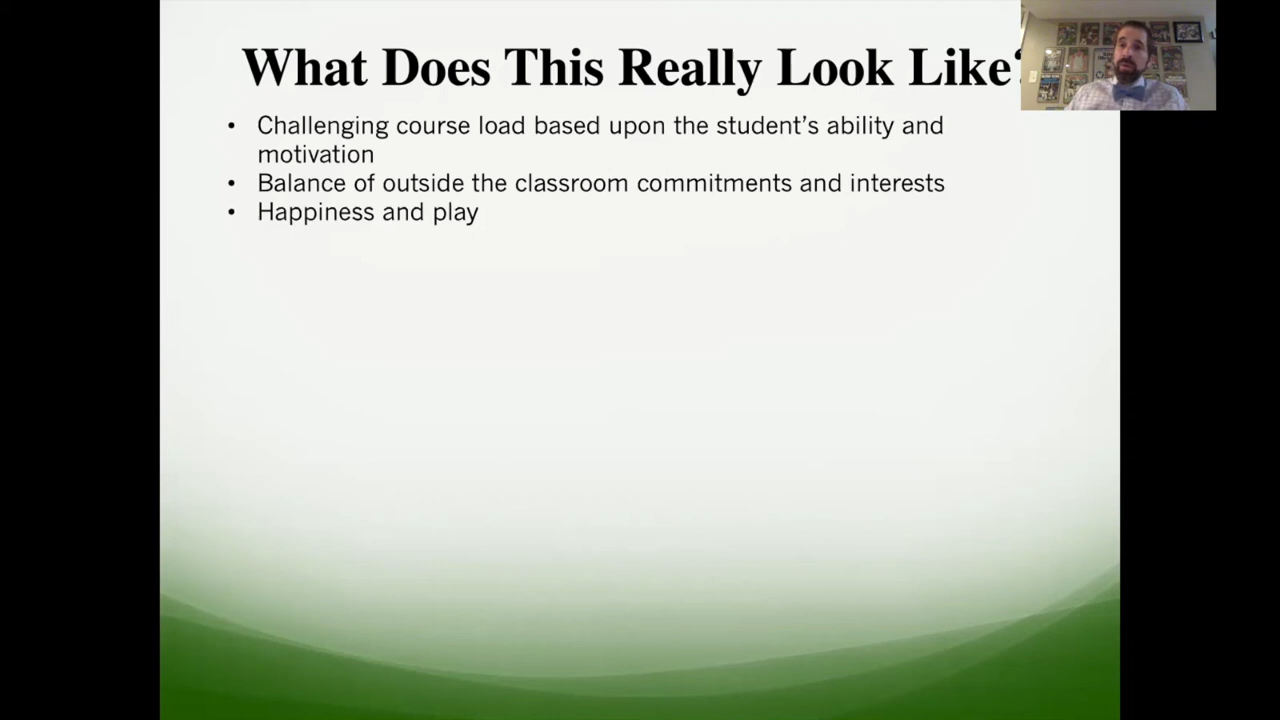 What Does This Really Look Like?
• Challenging course load based upon the student’s ability and
motivation
• Balance of outside the classroom commitments and interests
• Happiness and play